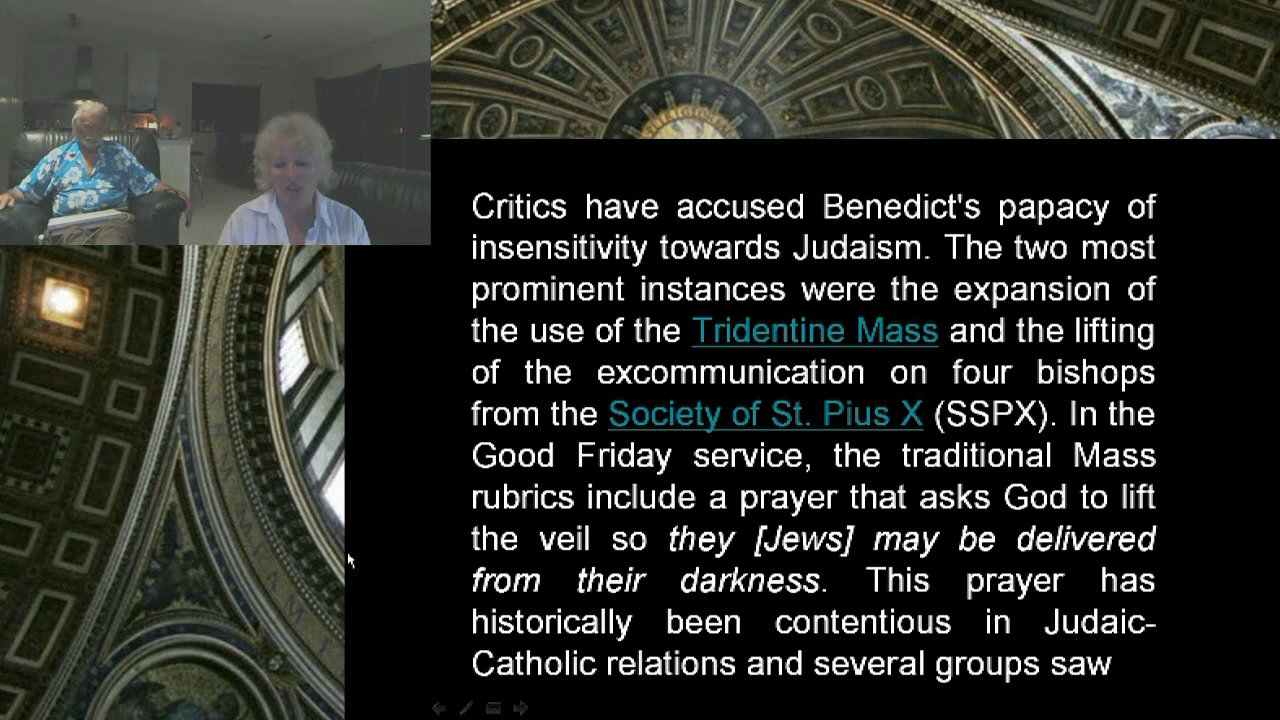 Critics have accused Benedict's papacy of
insensitivity towards Judaism. The two most
prominent instances were the expansion of
the use of the Tridentine Mass and the lifting
of the excommunication on four bishops
from the Society of St. Pius X (SSPX). In the
Good Friday service, the traditional Mass
rubrics include a prayer that asks God to lift
the veil so they [Jews] may be delivered
from their darkness. This prayer has
historically been contentious in Judaic-
Catholic relations and several groups saw